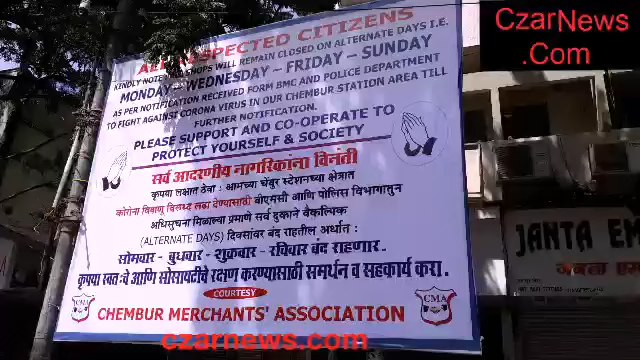 CzarNews
.Com
ALL RESPECTED CITIZENS
KINDLY NOTE ALL SHOPS WILL REMAIN CLOSED ON ALTERNATE DAYS I.E.
MONDAY - WEDNESDAY - FRIDAY - SUNDAY
AS PER NOTIFICATION RECEIVED FORM BMC AND POLICE DEPARTMENT
TO FIGHT AGAINST CORONA VIRUS IN OUR CHEMBUR STATION AREA TILL
FURTHER NOTIFICATION.
PLEASE SUPPORT AND CO-OPERATE TO
PROTECT YOURSELF & SOCIETY
सर्व आदरणीय नागरिकांना विनंती
कृपया लक्षात ठेवा : आमच्या चेंबुर स्टेशनच्या क्षेत्रात
कोरोना विषाणू विरूध्द लढा देण्यासाठी बीएमसी आणि पोलिस विभागातुन
अधिसुचना मिळाल्या प्रमाणे सर्व दुकाने वैकल्पिक
(ALTERNATE DAYS) दिवसांवर बंद राहतील अर्थात :
सोमवार - बुधवार - शुक्रवार - रविवार बंद राहणार.
कृपया स्वतःचे आणि सोसायटीचे रक्षण करण्यासाठी समर्थन व सहकार्य करा.
COURTESY
CMA
CHEMBUR MERCHANTS' ASSOCIATION
CMA
JANTA
जनता
czarnews.com